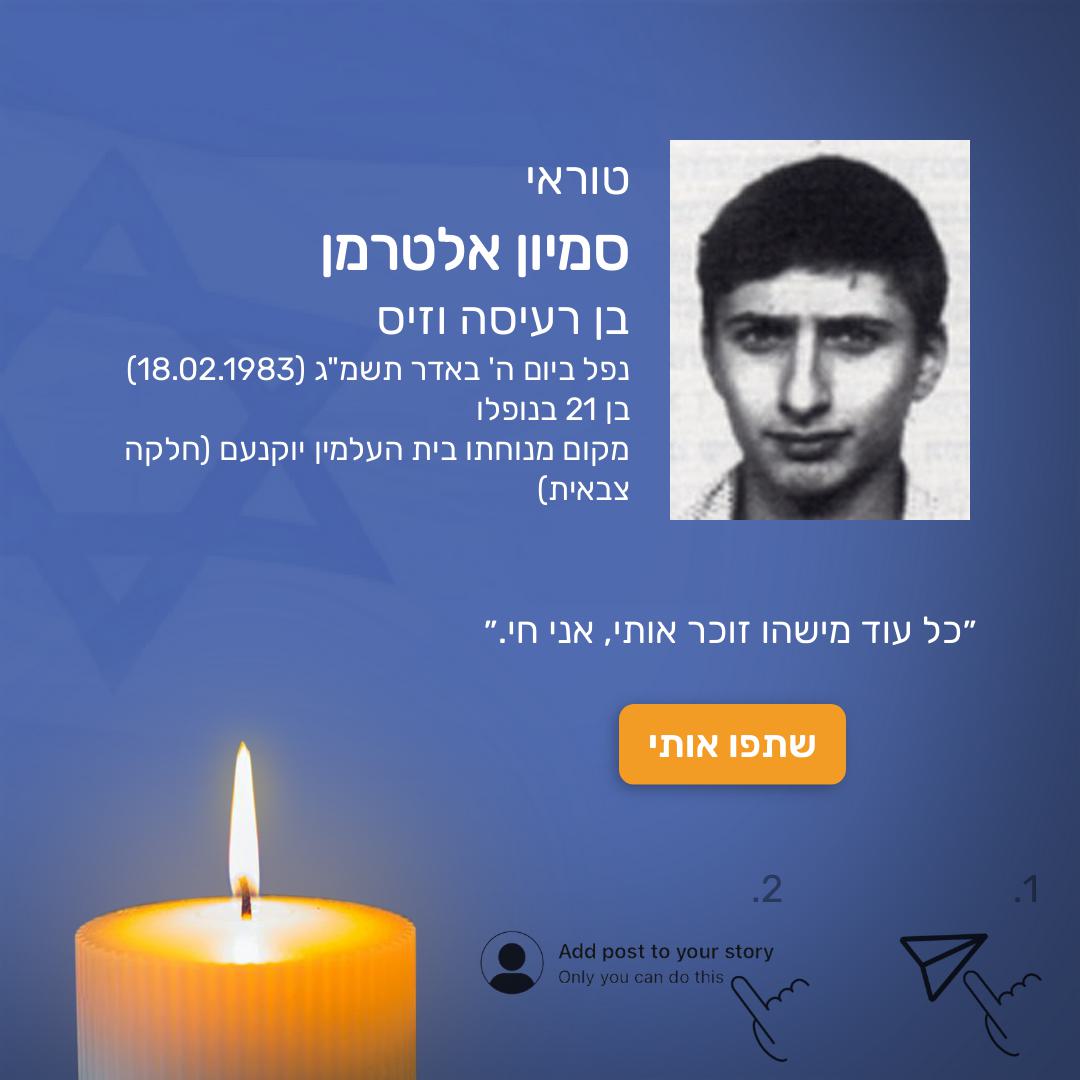 טוראי
סמיון אלטרמן
בן רעיסה וזיס
נפל ביום ה' באדר תשמ"ג (18.02.1983)
בן 21 בנופלו
מקום מנוחתו בית העלמין יוקנעם (חלקה
צבאית)
״כל עוד מישהו זוכר אותי, אני חי.״
שתפו אותי
.1
.2
Add post to your story
Only you can do this